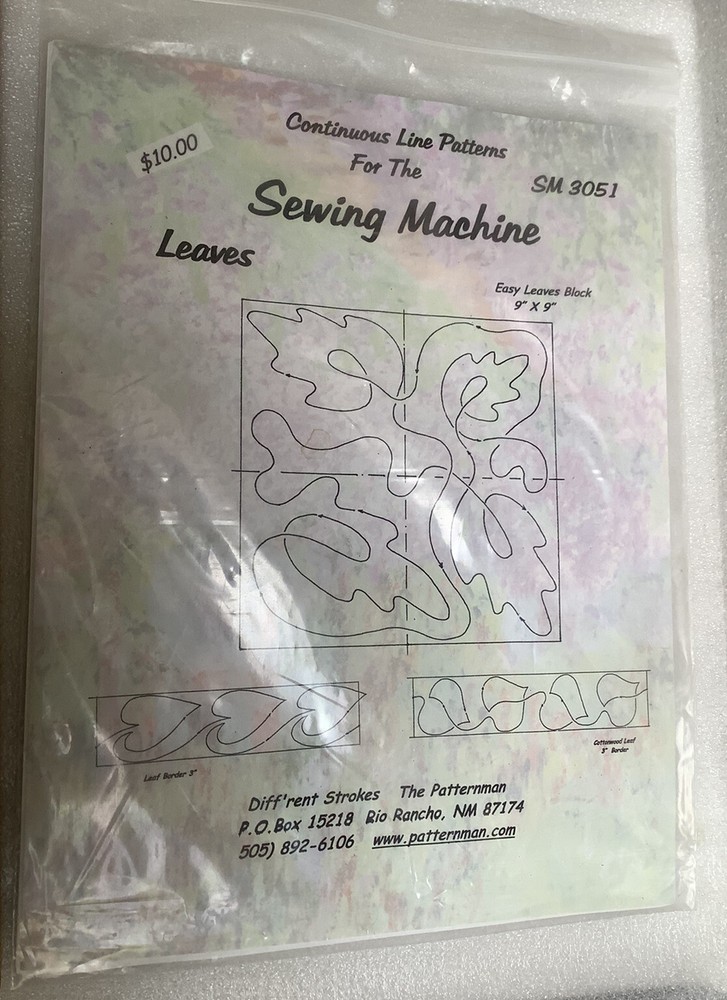 Continuous Line Patterns
$10.00
For The
SM 3051
Sewing Machine
Leaves
Easy Leaves Block
9" X 9"
Leaf Border 3"
Cottonwood Leaf
3" Border
Diff'rent Strokes The Patternman
P.O.Box 15218 Rio Rancho, NM 87174
505) 892-6106 www.patternman.com